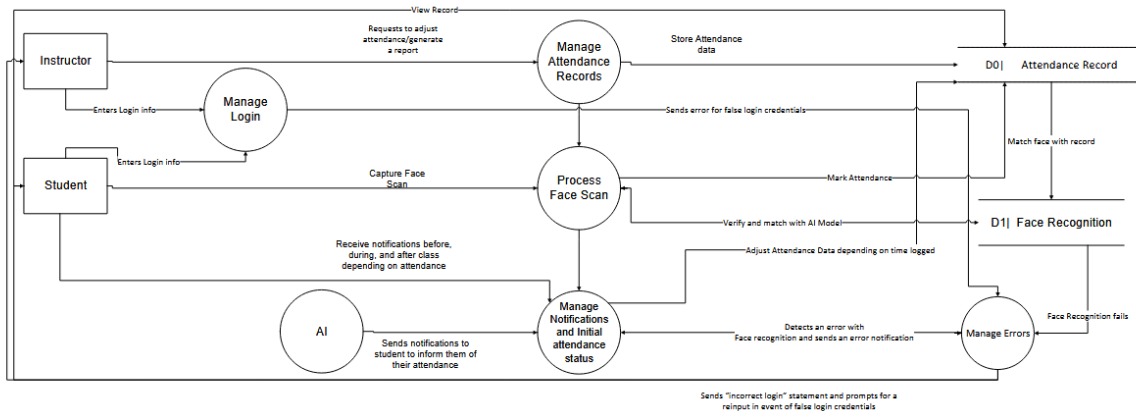 View Record
Requests to adjust
attendance/generate
a report
Manage
Attendance
Records
Store Attendance
data
Instructor
D0| Attendance Record
Manage
Login
Enters Login info
Sends error for false login credentials
Match face with record
Enters Login info
Student
Capture Face
Scan
Process
Face Scan
Mark Attendance
Verify and match with AI Model
D1| Face Recognition
Receive notifications before,
during, and after class
depending on attendance
Adjust Attendance Data depending on time logged
Manage
Notifications
and Initial
attendance
status
AI
Sends notifications to
student to inform them of
their attendance
Detects an error with
Face recognition and sends an error notification
Manage Errors
Face Recognition fails
Sends "incorrect login" statement and prompts for a
reinput in event of false login credentials